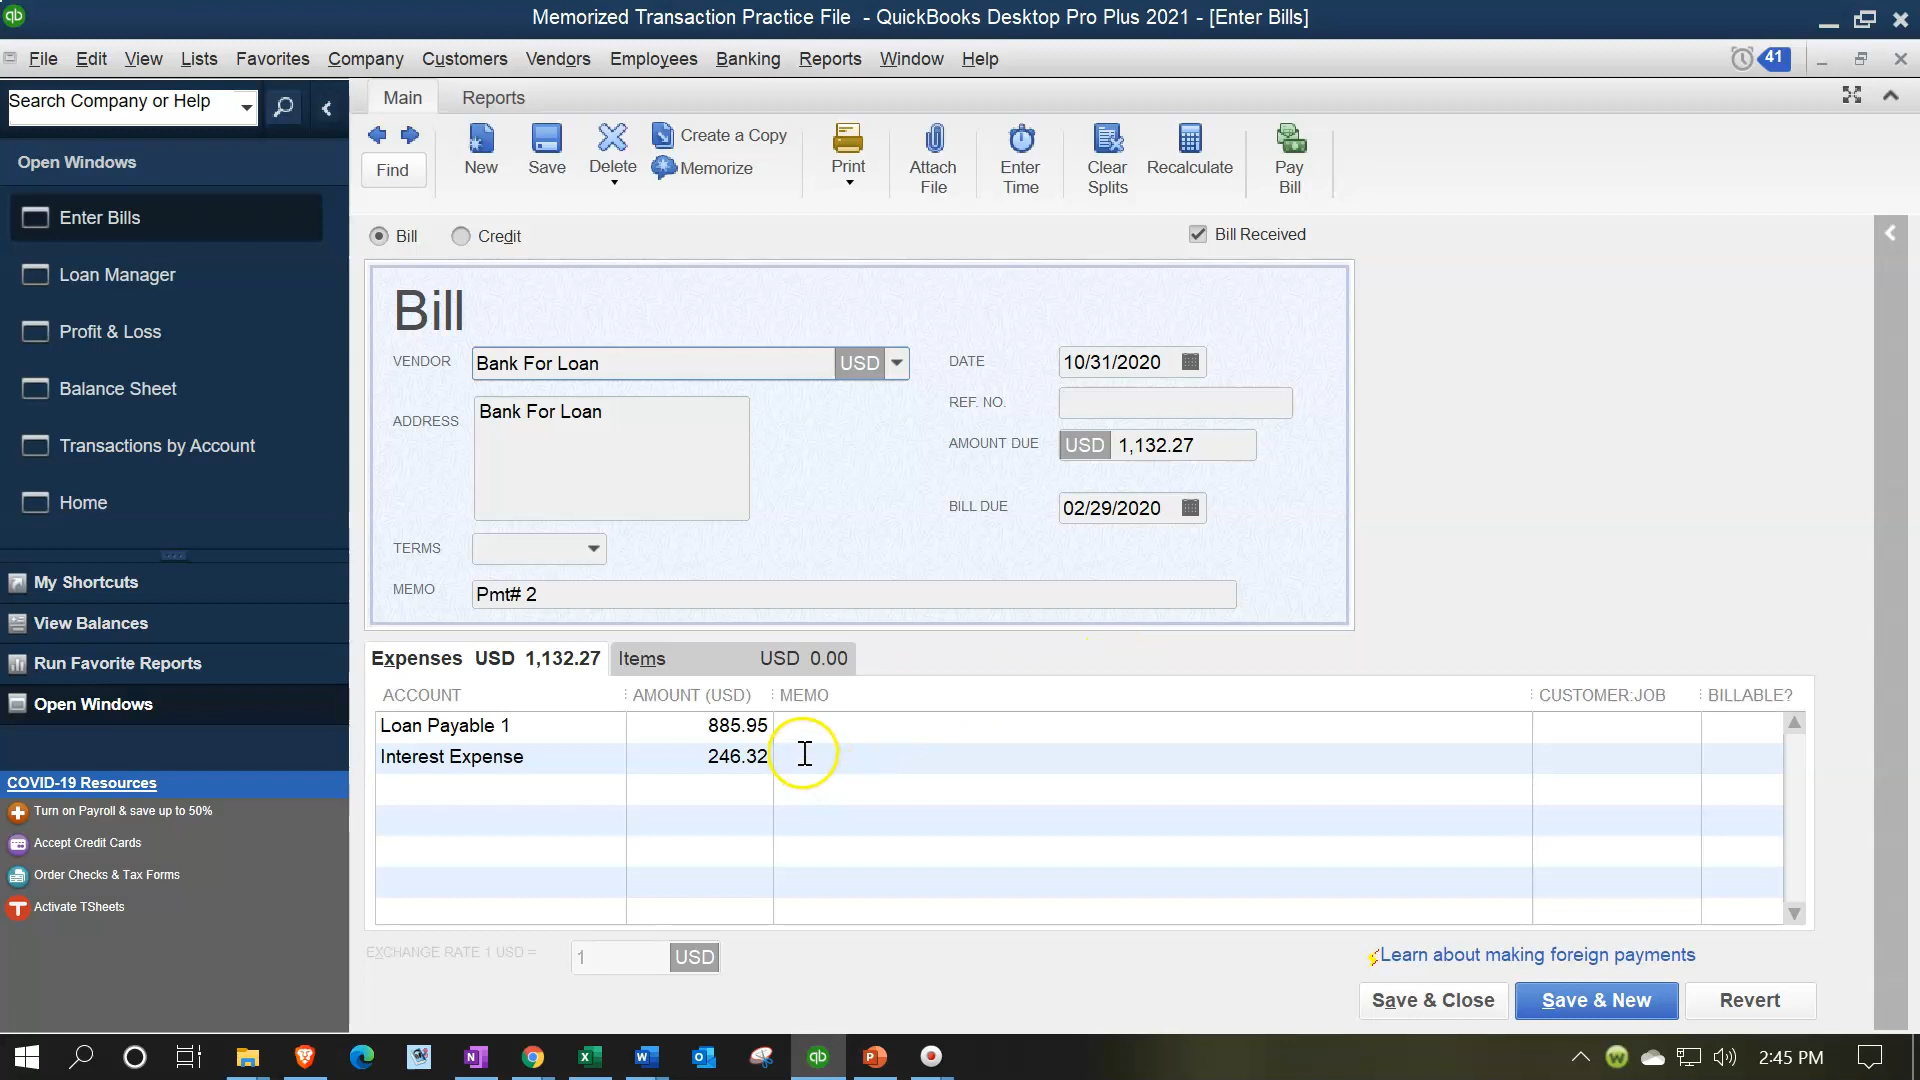 qb Memorized Transaction Practice File - QuickBooks Desktop Pro Plus 2021 - [Enter Bills]
File Edit View Lists Favorites Company Customers Vendors Employees Banking Reports Window Help 41
Search Company or Help
Main Reports
Find New Save Delete Create a Copy Memorize Print Attach File Enter Time Clear Splits Recalculate Pay Bill
Open Windows
Enter Bills
Loan Manager
Profit & Loss
Balance Sheet
Transactions by Account
Home
My Shortcuts
View Balances
Run Favorite Reports
Open Windows
COVID-19 Resources
Turn on Payroll & save up to 50%
Accept Credit Cards
Order Checks & Tax Forms
Activate TSheets
Bill Credit Bill Received
Bill
VENDOR Bank For Loan USD DATE 10/31/2020
ADDRESS Bank For Loan REF. NO.
AMOUNT DUE USD 1,132.27
BILL DUE 02/29/2020
TERMS
MEMO Pmt# 2
Expenses USD 1,132.27 Items USD 0.00
ACCOUNT AMOUNT (USD) MEMO CUSTOMER:JOB BILLABLE?
Loan Payable 1 885.95
Interest Expense 246.32
EXCHANGE RATE 1 USD = 1 USD
Learn about making foreign payments
Save & Close Save & New Revert
2:45 PM